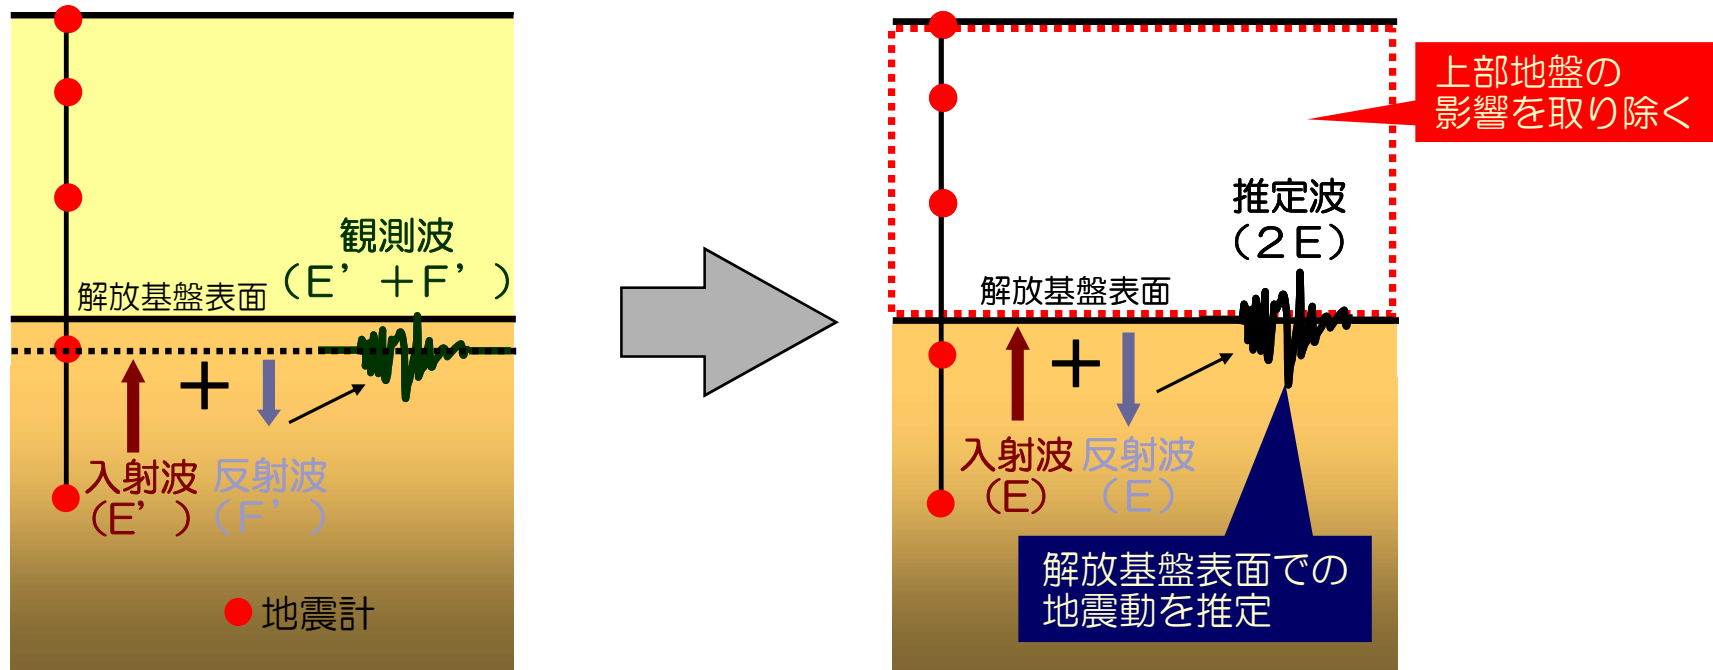 観測波
（E’＋F’）
解放基盤表面
＋
入射波
（E’）
反射波
（F’）
地震計
上部地盤の
影響を取り除く
推定波
（２E）
解放基盤表面
＋
入射波
（E）
反射波
（E）
解放基盤表面での
地震動を推定